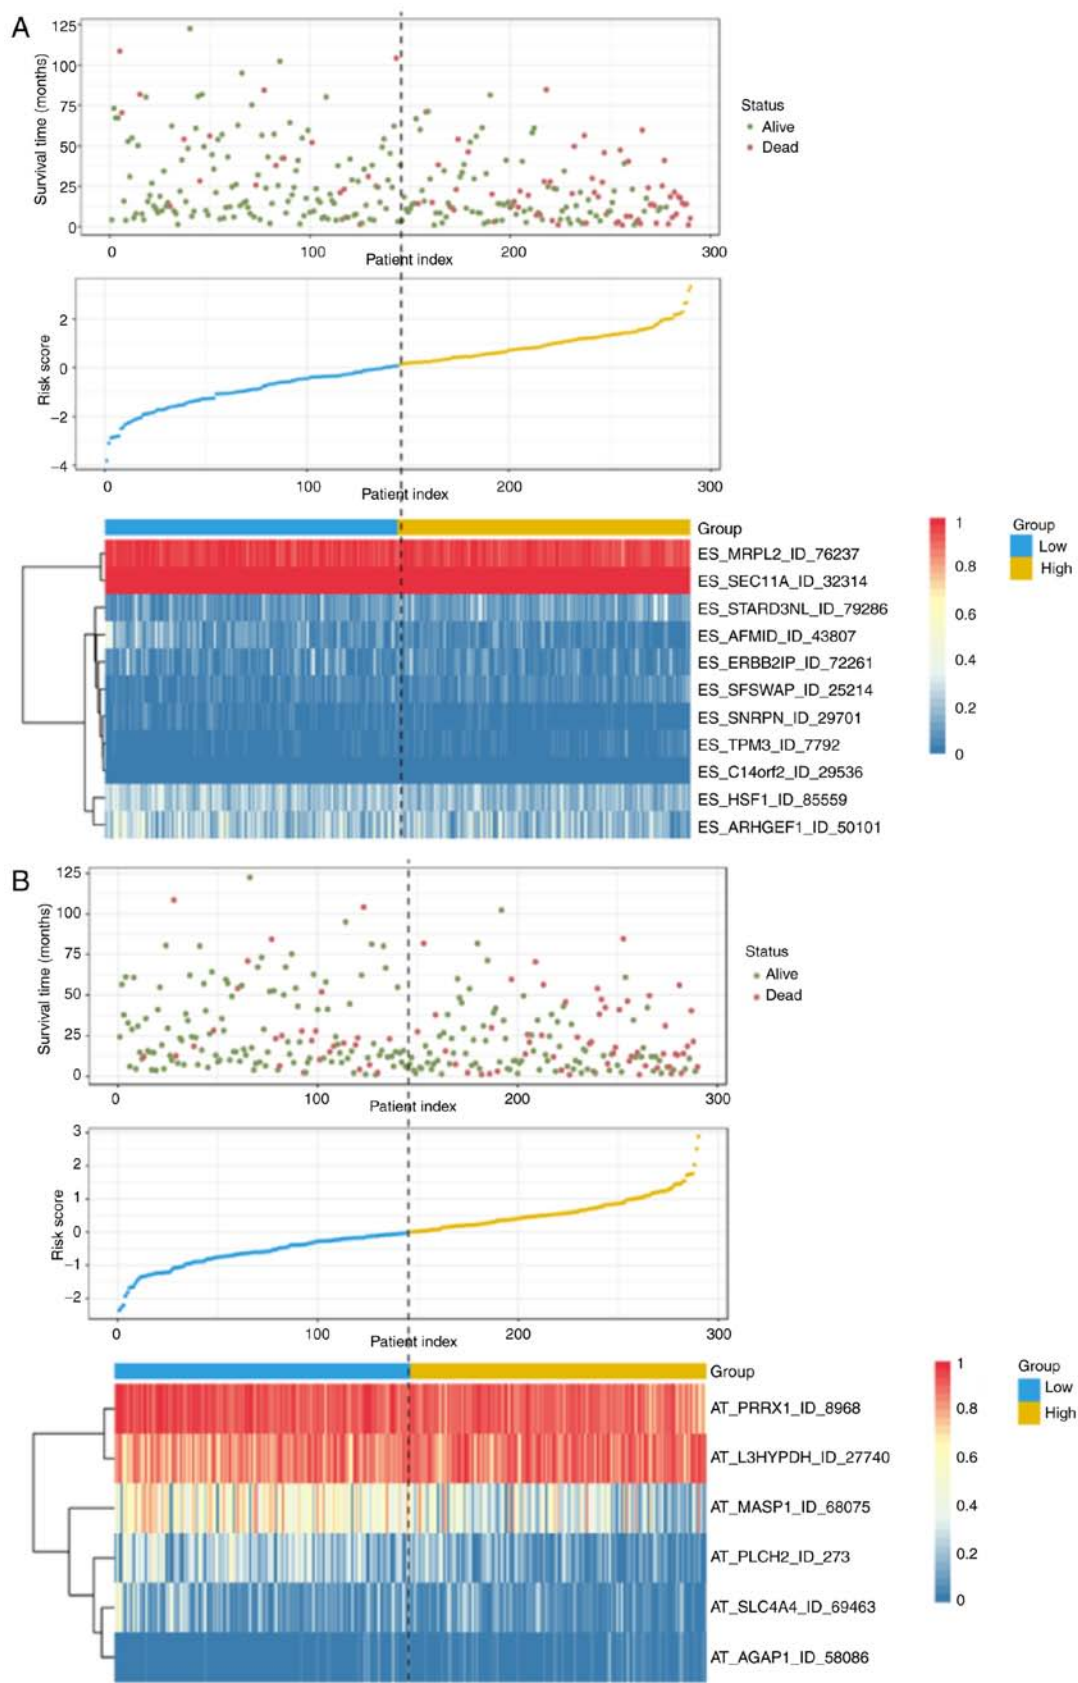 A
125
100
75
50
25
0
Survival time (months)
0
100
200
300
Patient index
Status
Alive
Dead
2
0
−2
−4
Risk score
0
100
200
300
Patient index
Group
ES_MRPL2_ID_76237
ES_SEC11A_ID_32314
ES_STARD3NL_ID_79286
ES_AFMID_ID_43807
ES_ERBB2IP_ID_72261
ES_SFSWAP_ID_25214
ES_SNRPN_ID_29701
ES_TPM3_ID_7792
ES_C14orf2_ID_29536
ES_HSF1_ID_85559
ES_ARHGEF1_ID_50101
1
0.8
0.6
0.4
0.2
0
Group
Low
High
B
125
100
75
50
25
0
Survival time (months)
0
100
200
300
Patient index
Status
Alive
Dead
3
2
1
0
−1
−2
Risk score
0
100
200
300
Patient index
Group
AT_PRRX1_ID_8968
AT_L3HYPDH_ID_27740
AT_MASP1_ID_68075
AT_PLCH2_ID_273
AT_SLC4A4_ID_69463
AT_AGAP1_ID_58086
1
0.8
0.6
0.4
0.2
0
Group
Low
High